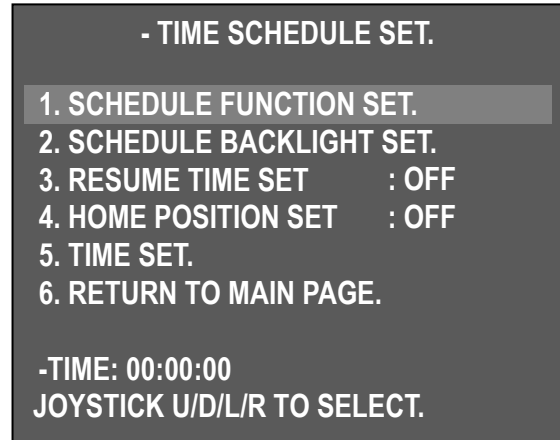 - TIME SCHEDULE SET.
1. SCHEDULE FUNCTION SET.
2. SCHEDULE BACKLIGHT SET.
3. RESUME TIME SET : OFF
4. HOME POSITION SET : OFF
5. TIME SET.
6. RETURN TO MAIN PAGE.
-TIME: 00:00:00
JOYSTICK U/D/L/R TO SELECT.